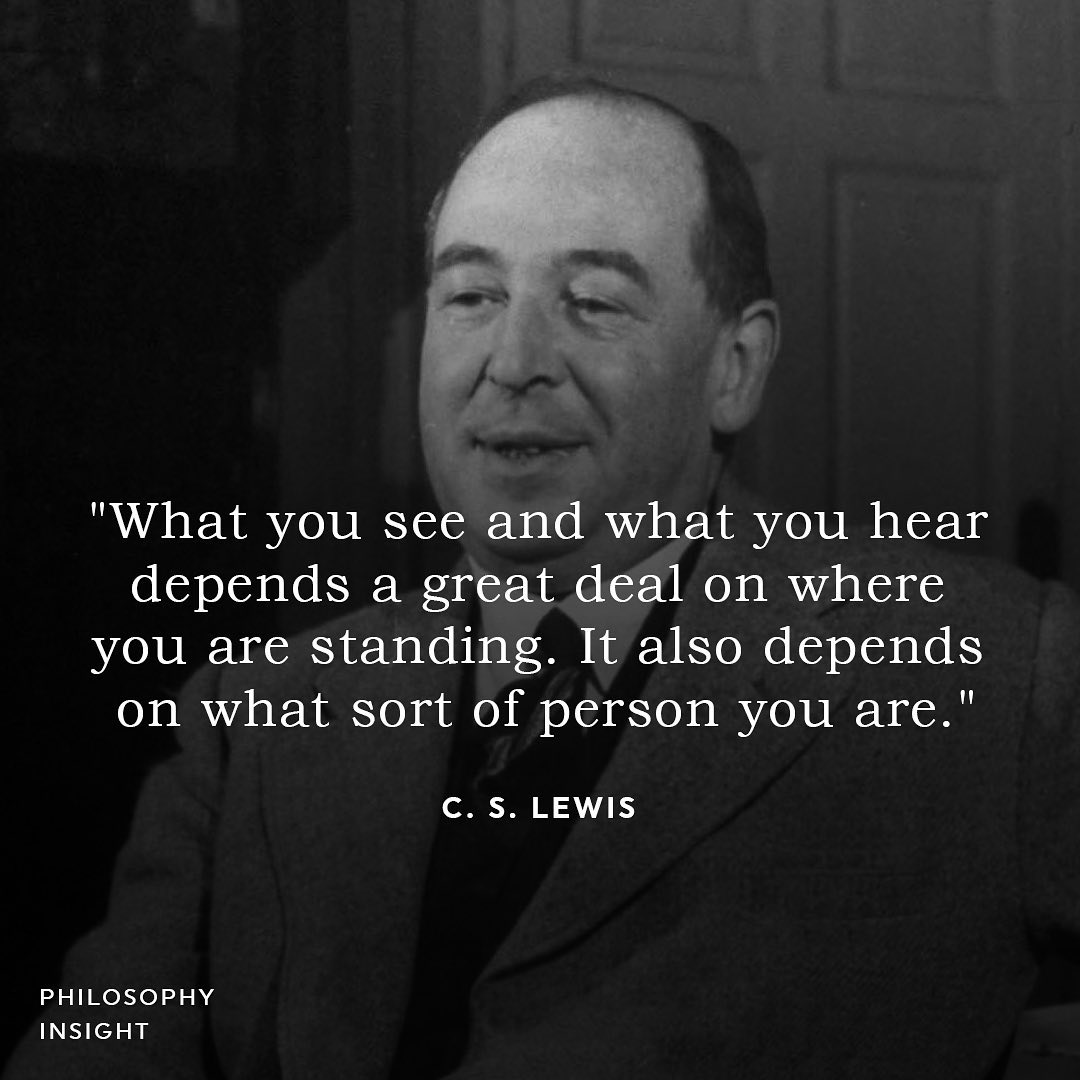 "What you see and what you hear
depends a great deal on where
you are standing. It also depends
on what sort of person you are."
C. S. LEWIS
PHILOSOPHY
INSIGHT